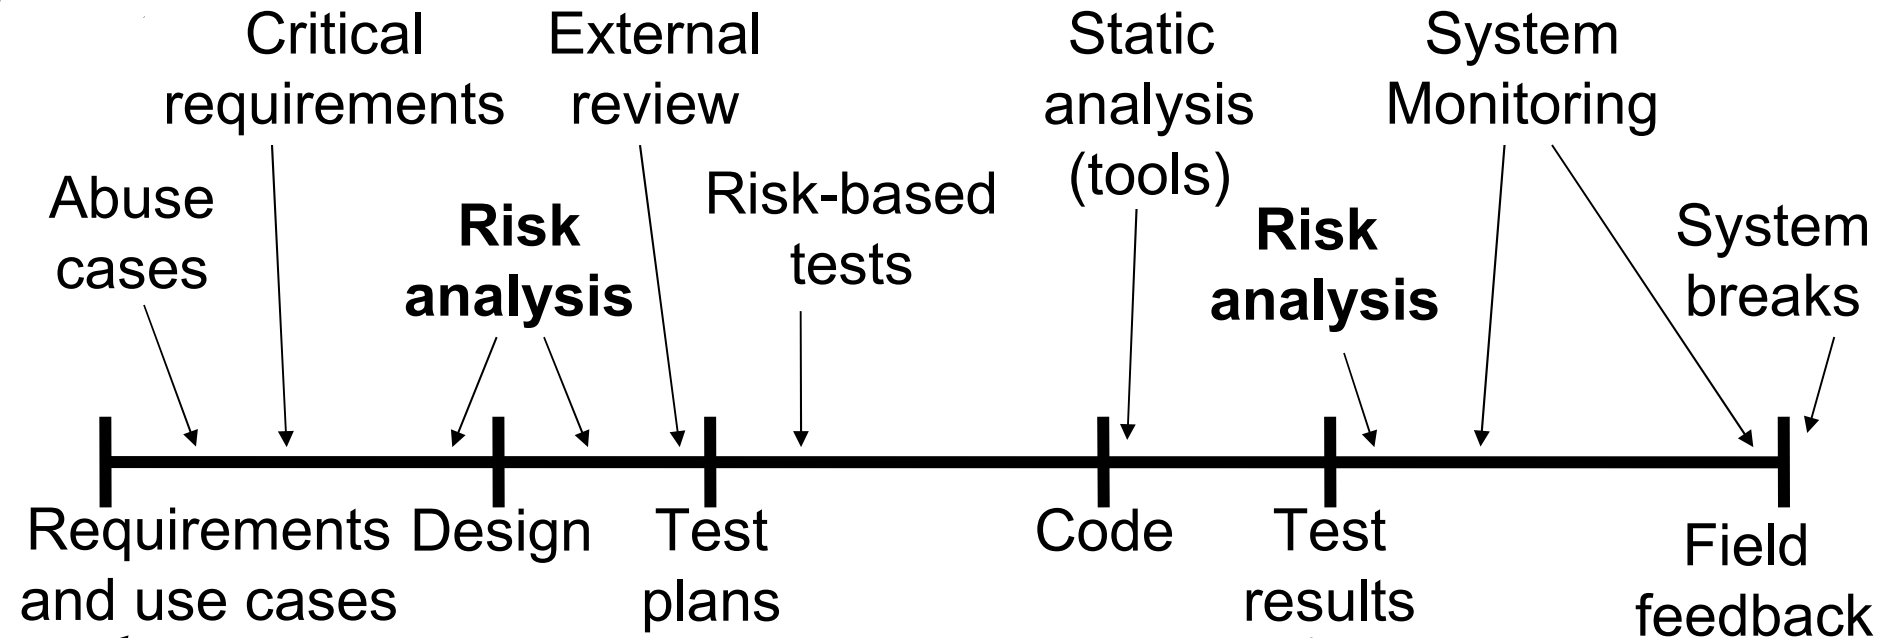 Critical
requirements
External
review
Static
analysis
(tools)
System
Monitoring
Abuse
cases
Risk
analysis
Risk-based
tests
Risk
analysis
System
breaks
Requirements
and use cases
Design
Test
plans
Code
Test
results
Field
feedback